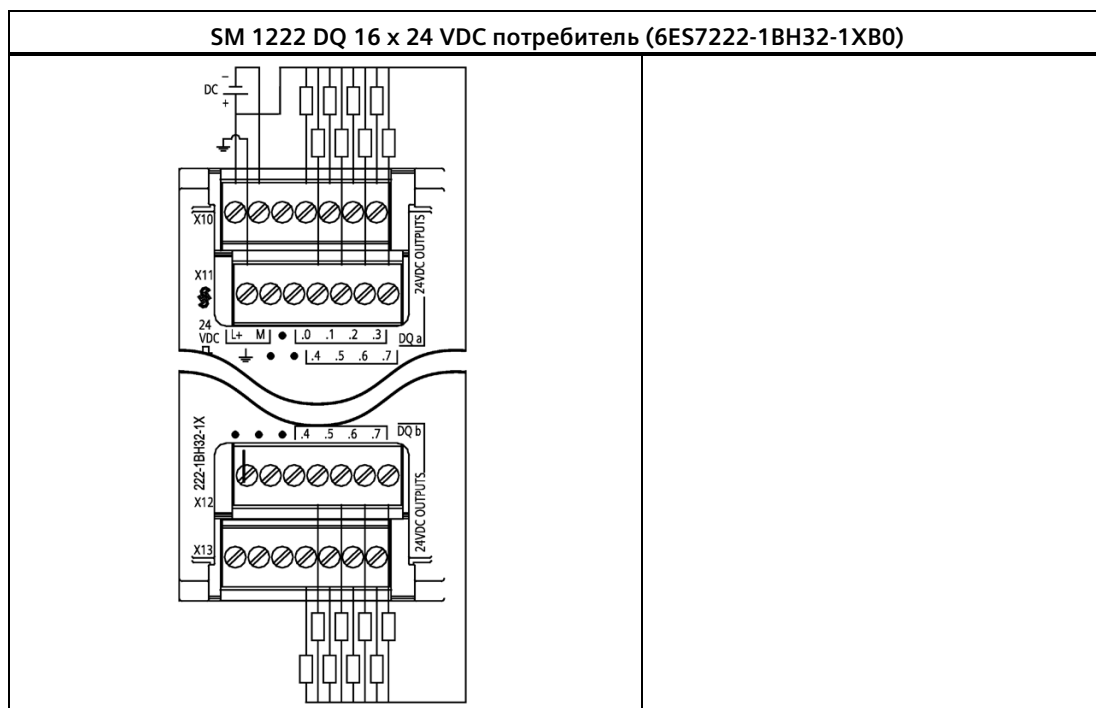 SM 1222 DQ 16 x 24 VDC потребитель (6ES7222-1BH32-1XB0)
DC
−
+
X10
24VDC OUTPUTS
X11
24
VDC
L+ M .0 .1 .2 .3 DQ a
.4 .5 .6 .7
222-1BH32-1X
.4 .5 .6 .7 DQ b
X12
24VDC OUTPUTS
X13